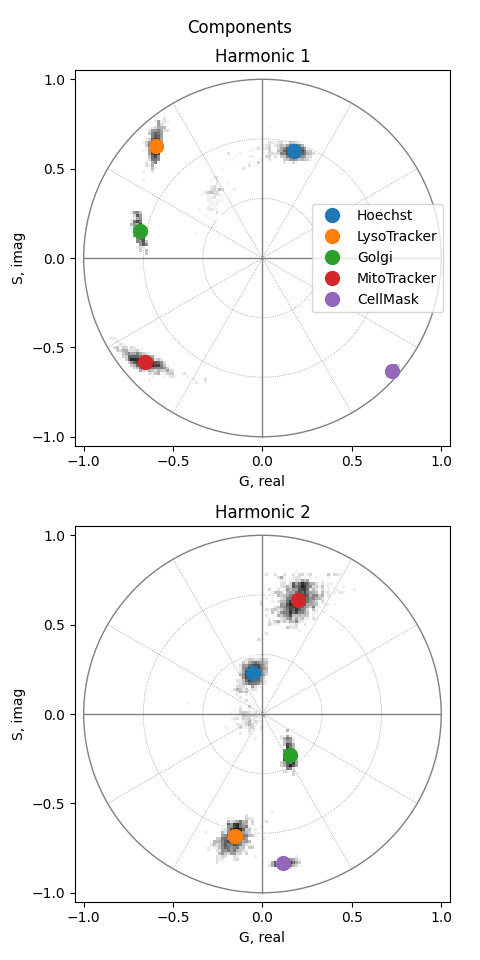 Components
Harmonic 1
1.0
0.5
0.0
−0.5
−1.0
S, imag
Hoechst
LysoTracker
Golgi
MitoTracker
CellMask
−1.0 −0.5 0.0 0.5 1.0
G, real
Harmonic 2
1.0
0.5
0.0
−0.5
−1.0
S, imag
−1.0 −0.5 0.0 0.5 1.0
G, real